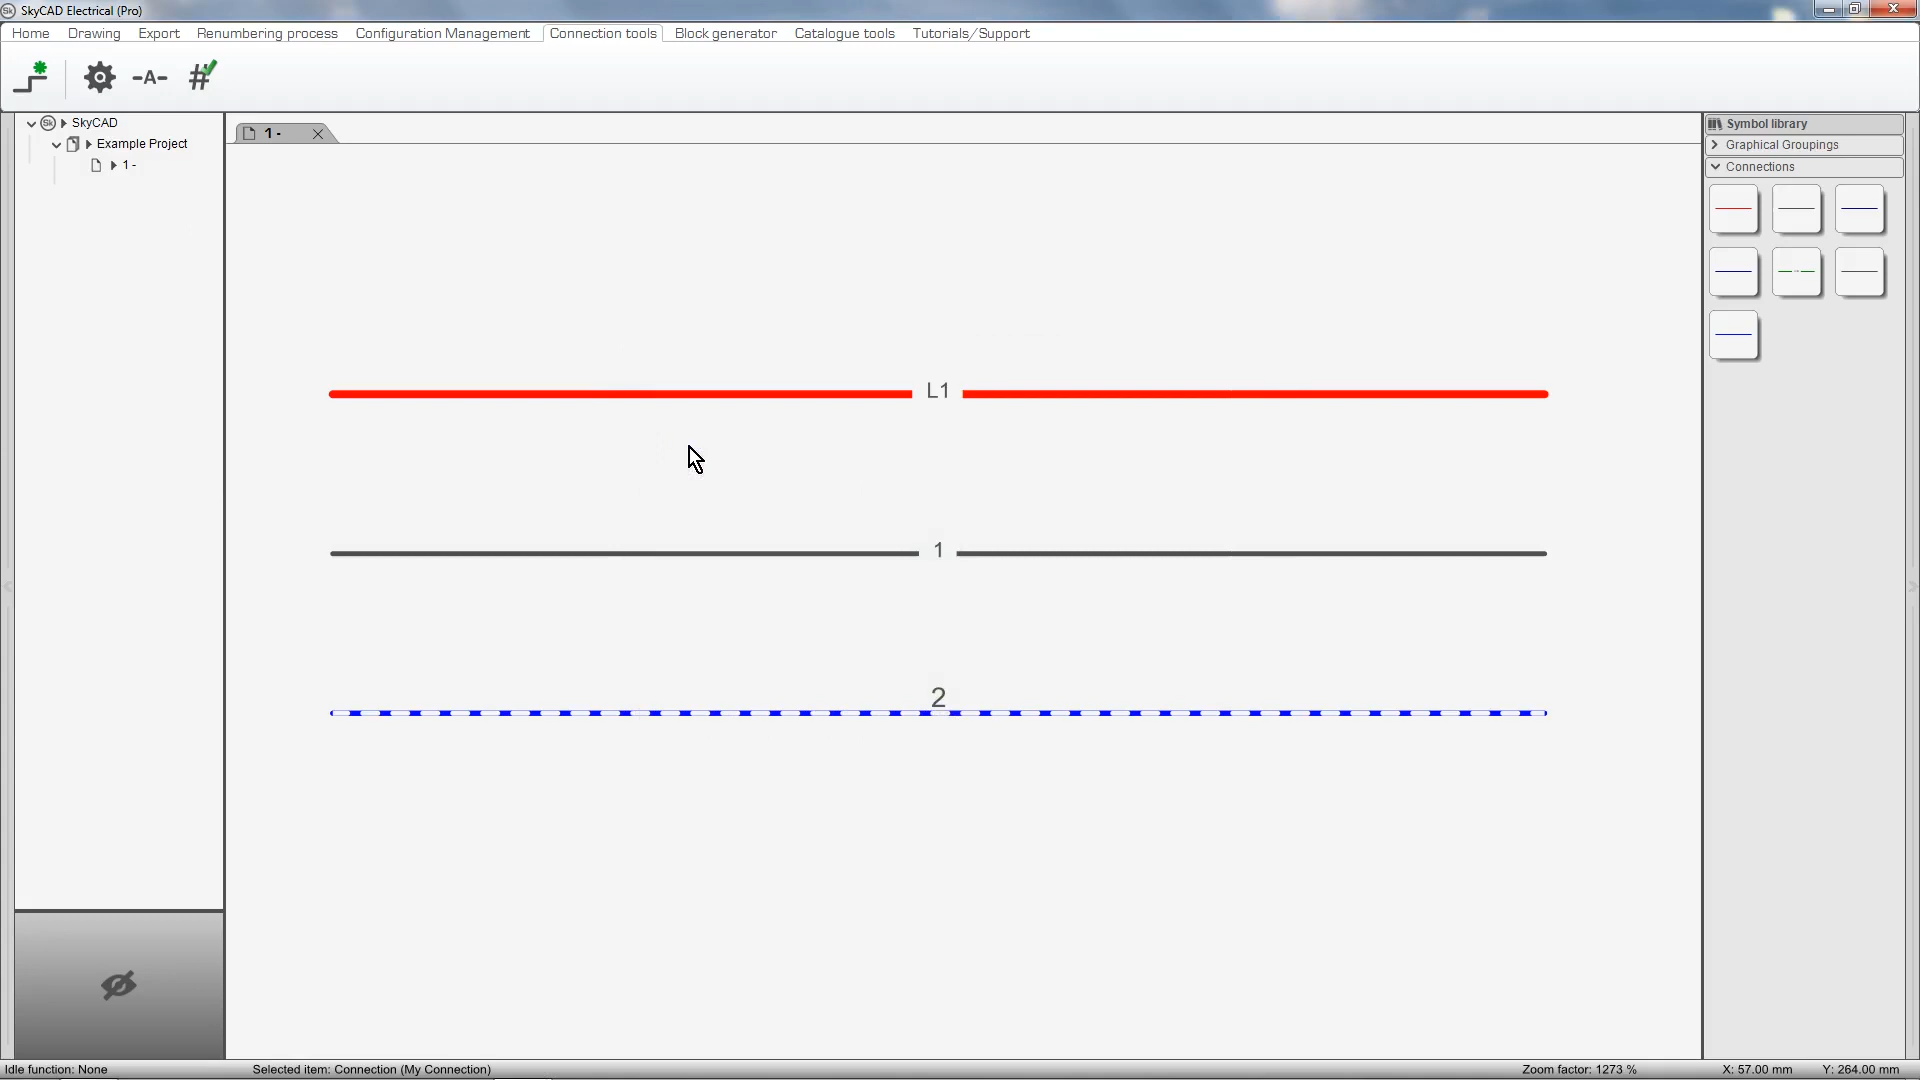 SkyCAD Electrical (Pro)
Home Drawing Export Renumbering process Configuration Management Connection tools Block generator Catalogue tools Tutorials/Support
-A- #
SkyCAD
Example Project
1 -
1 -
L1
1
2
Symbol library
Graphical Groupings
Connections
Idle function: None
Selected item: Connection (My Connection)
Zoom factor: 1273 %
X: 57.00 mm
Y: 264.00 mm